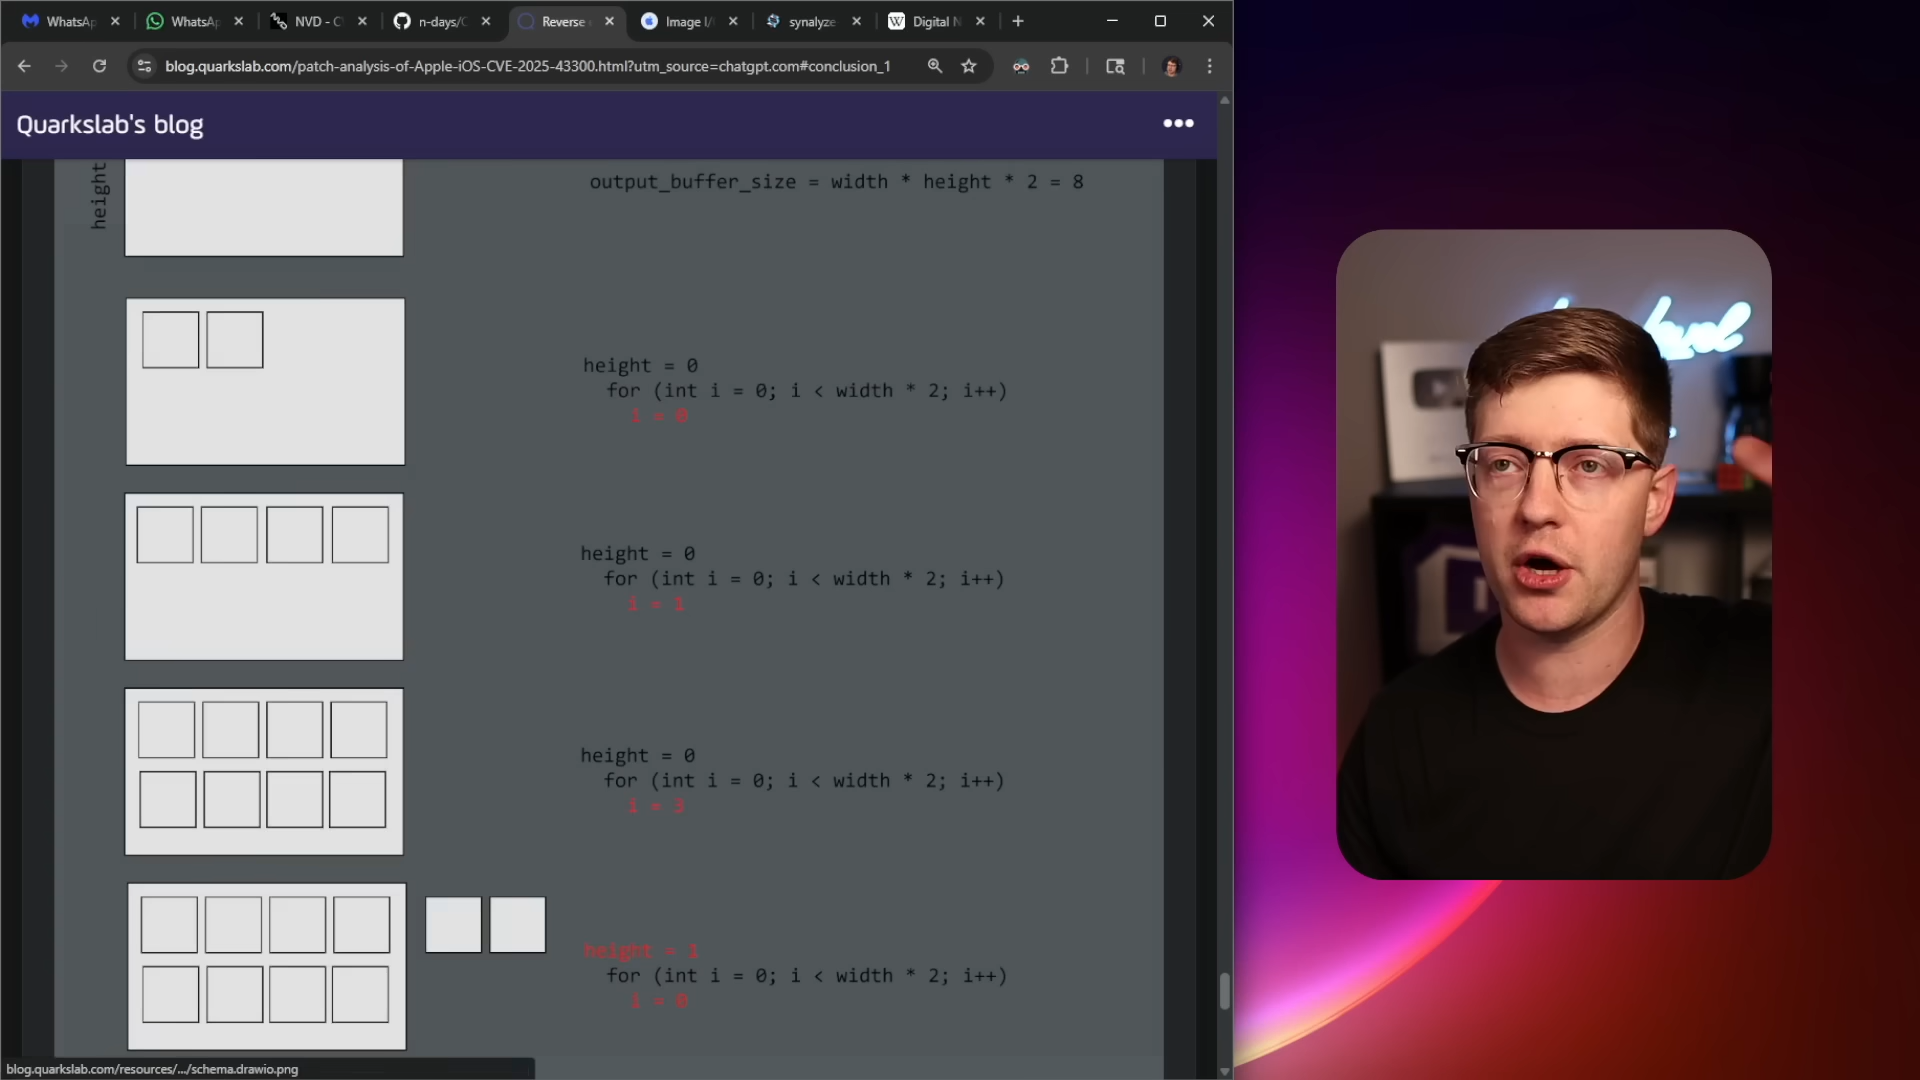 WhatsAp
WhatsAp
NVD - C
n-days/C
Reverse
Image I/
synalyze
Digital N
blog.quarkslab.com/patch-analysis-of-Apple-iOS-CVE-2025-43300.html?utm_source=chatgpt.com#conclusion_1
Quarkslab's blog
height
output_buffer_size = width * height * 2 = 8
height = 0
for (int i = 0; i < width * 2; i++)
i = 0
height = 0
for (int i = 0; i < width * 2; i++)
i = 1
height = 0
for (int i = 0; i < width * 2; i++)
i = 3
height = 1
for (int i = 0; i < width * 2; i++)
i = 0
blog.quarkslab.com/resources/.../schema.drawio.png
level